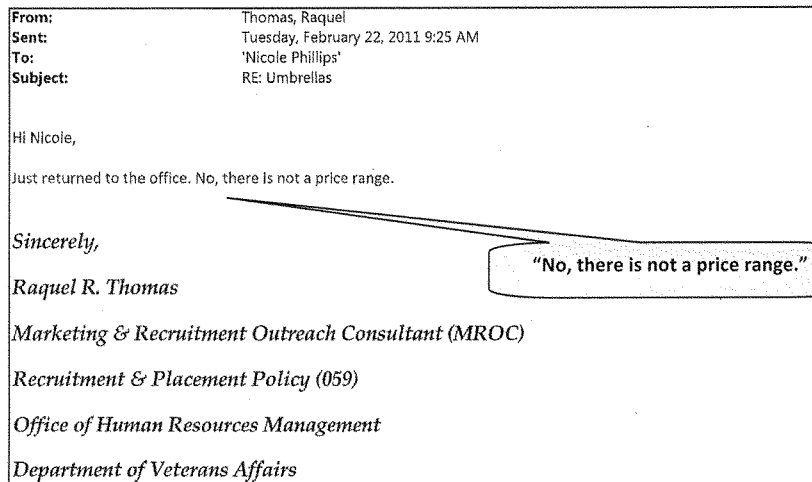 From: Thomas, Raquel
Sent: Tuesday, February 22, 2011 9:25 AM
To: 'Nicole Phillips'
Subject: RE: Umbrellas
Hi Nicole,
Just returned to the office. No, there is not a price range.
Sincerely,
"No, there is not a price range."
Raquel R. Thomas
Marketing & Recruitment Outreach Consultant (MROC)
Recruitment & Placement Policy (059)
Office of Human Resources Management
Department of Veterans Affairs